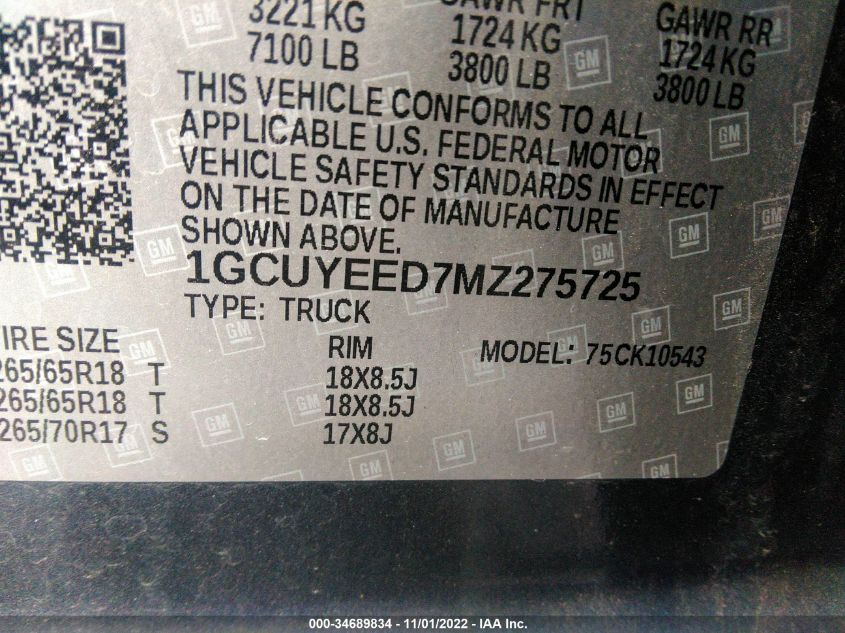 3221 KG
7100 LB
GAWR FRT
1724 KG
3800 LB
GAWR RR
1724 KG
3800 LB
THIS VEHICLE CONFORMS TO ALL
APPLICABLE U.S. FEDERAL MOTOR
VEHICLE SAFETY STANDARDS IN EFFECT
ON THE DATE OF MANUFACTURE
SHOWN ABOVE.
1GCUYEED7MZ275725
TYPE: TRUCK
IRE SIZE RIM MODEL: 75CK10543
265/65R18 T 18X8.5J
265/65R18 T 18X8.5J
265/70R17 S 17X8J
GM
000-34689834 - 11/01/2022 - IAA Inc.